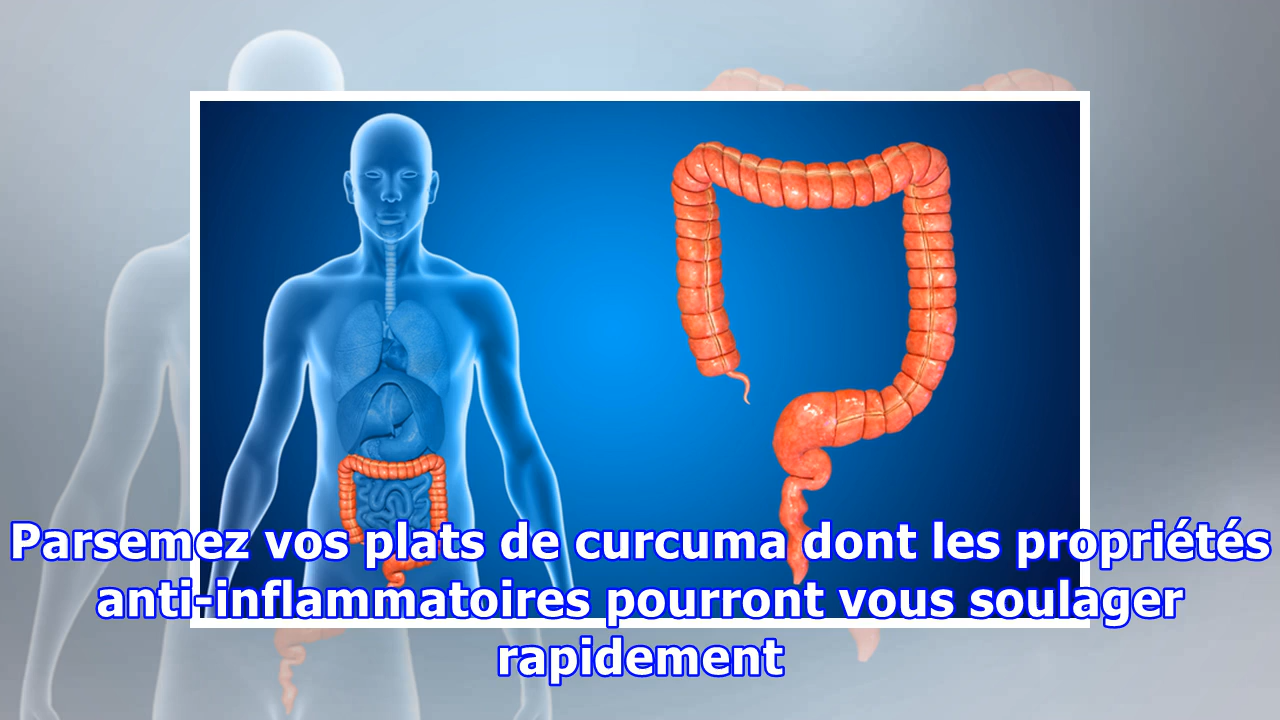 Parsemez vos plats de curcuma dont les propriétés
anti-inflammatoires pourront vous soulager
rapidement